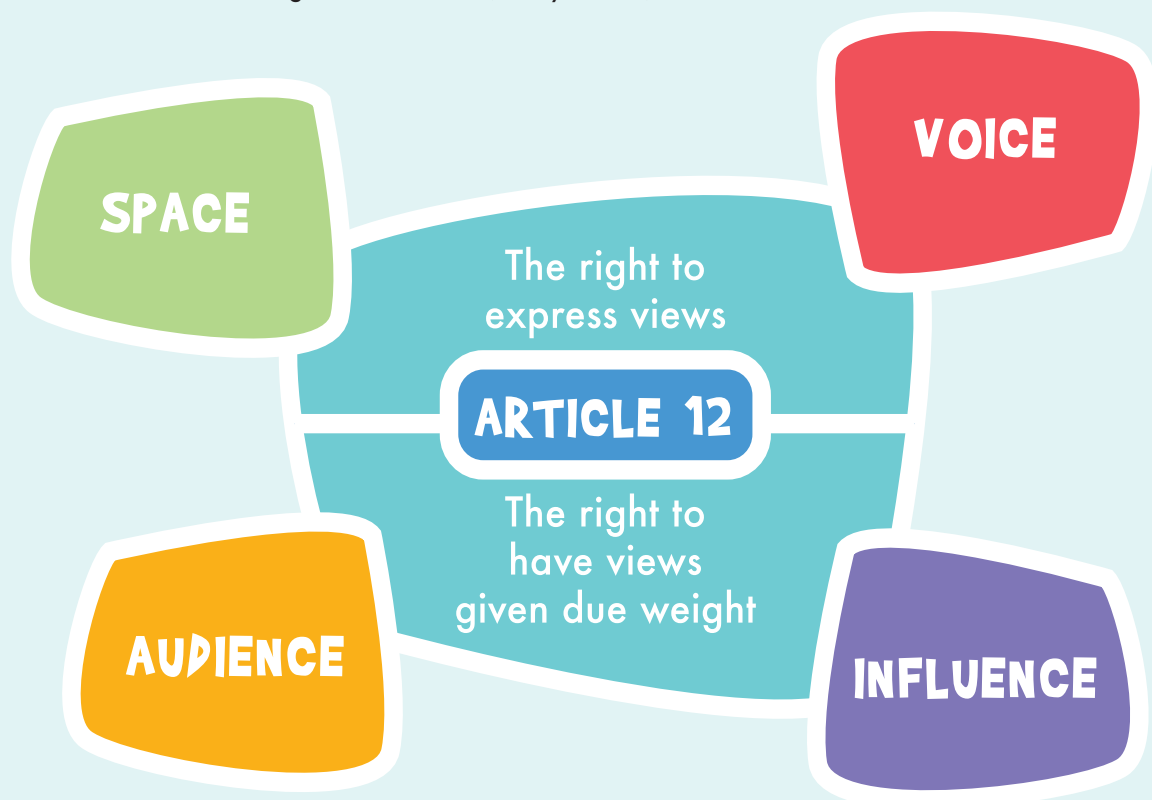 SPACE
VOICE
The right to
express views
ARTICLE 12
The right to
have views
given due weight
AUDIENCE
INFLUENCE